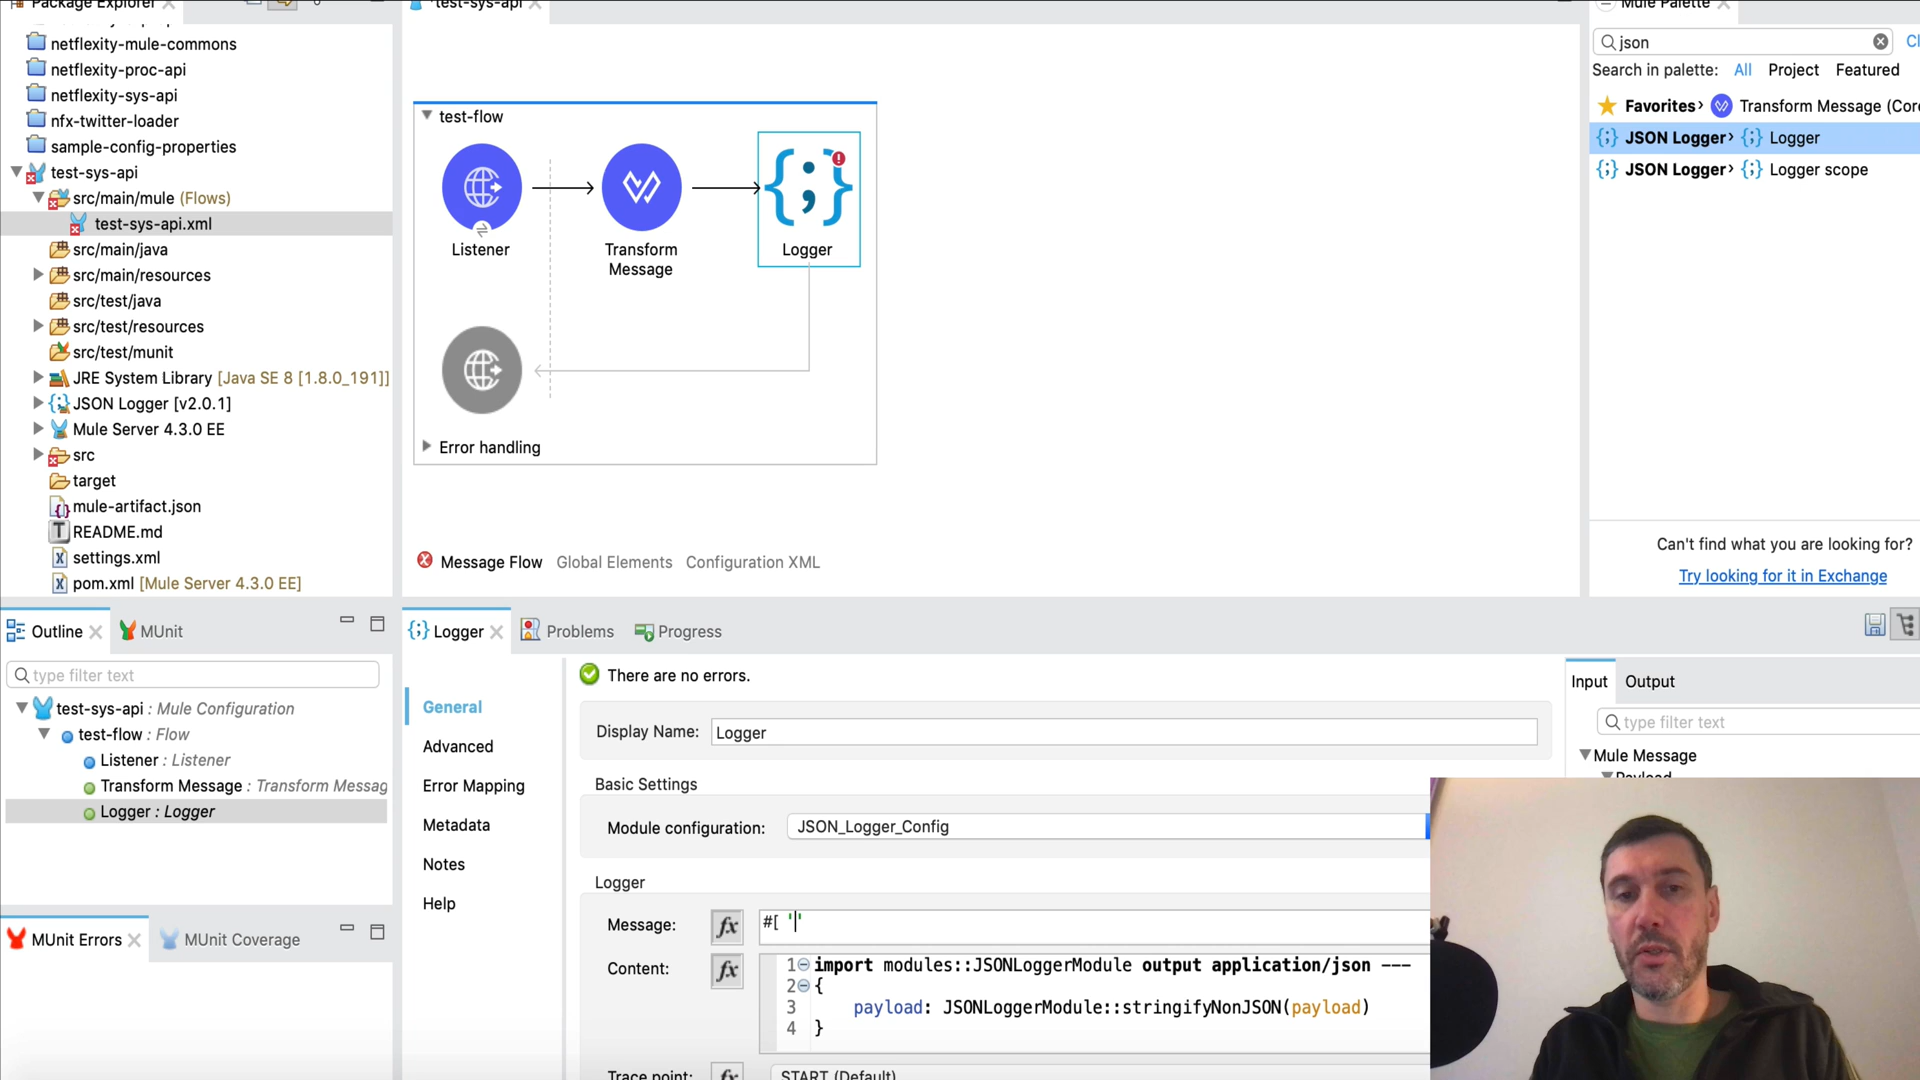 Package Explorer
netflexity-mule-commons
netflexity-proc-api
netflexity-sys-api
nfx-twitter-loader
sample-config-properties
test-sys-api
src/main/mule (Flows)
test-sys-api.xml
src/main/java
src/main/resources
src/test/java
src/test/resources
src/test/munit
JRE System Library [Java SE 8 [1.8.0_191]]
JSON Logger [v2.0.1]
Mule Server 4.3.0 EE
src
target
mule-artifact.json
README.md
settings.xml
pom.xml [Mule Server 4.3.0 EE]
*test-sys-api
test-flow
Listener
Transform
Message
Logger
Error handling
Message Flow Global Elements Configuration XML
Mule Palette
json
Search in palette: All Project Featured
Favorites› Transform Message (Core
JSON Logger› Logger
JSON Logger› Logger scope
Can't find what you are looking for?
Try looking for it in Exchange
Outline MUnit
type filter text
test-sys-api : Mule Configuration
test-flow : Flow
Listener : Listener
Transform Message : Transform Messag
Logger : Logger
MUnit Errors MUnit Coverage
Logger Problems Progress
General
Advanced
Error Mapping
Metadata
Notes
Help
There are no errors.
Display Name: Logger
Basic Settings
Module configuration: JSON_Logger_Config
Logger
Message: fx #[ ''
Content: fx
1 import modules::JSONLoggerModule output application/json ---
2 {
3 payload: JSONLoggerModule::stringifyNonJSON(payload)
4 }
Trace point: fx START (Default)
Input Output
type filter text
Mule Message
Payload